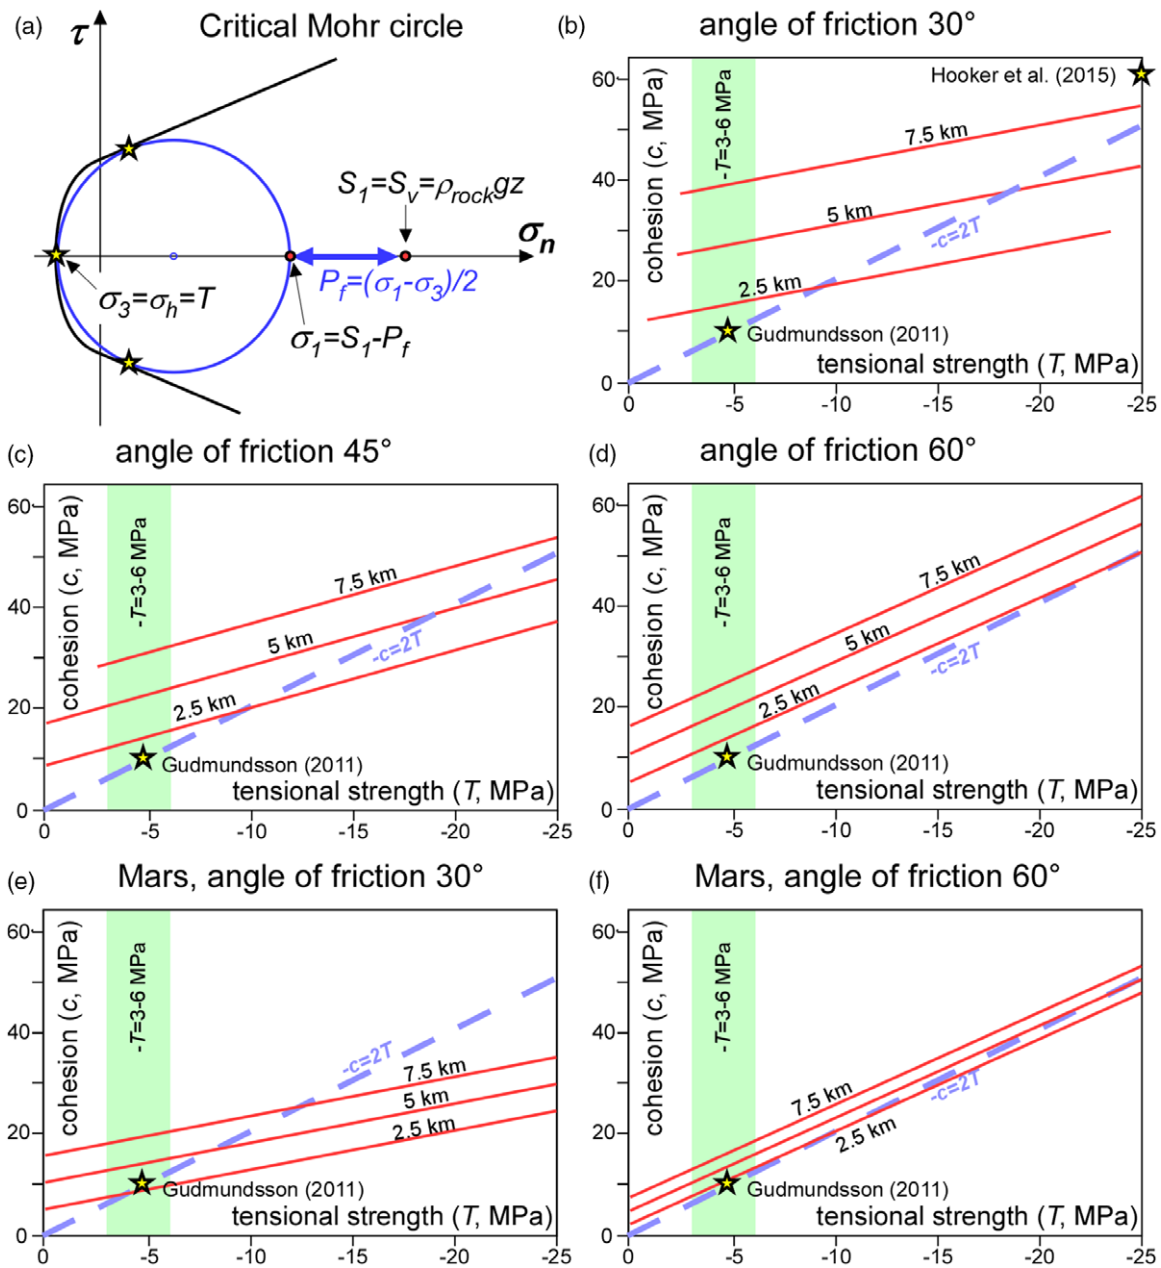 (a)
τ
Critical Mohr circle
S₁=Sᵥ=ρ_rock gz
σₙ
P_f=(σ₁-σ₃)/2
σ₃=σₕ=T
σ₁=S₁-P_f
(b)
angle of friction 30°
cohesion (c, MPa)
-T=3-6 MPa
Hooker et al. (2015)
7.5 km
5 km
-c=2T
2.5 km
Gudmundsson (2011)
tensional strength (T, MPa)
60
40
20
0
0 -5 -10 -15 -20 -25
(c)
angle of friction 45°
cohesion (c, MPa)
-T=3-6 MPa
7.5 km
5 km
-c=2T
2.5 km
Gudmundsson (2011)
tensional strength (T, MPa)
60
40
20
0
0 -5 -10 -15 -20 -25
(d)
angle of friction 60°
cohesion (c, MPa)
-T=3-6 MPa
7.5 km
5 km
-c=2T
2.5 km
Gudmundsson (2011)
tensional strength (T, MPa)
60
40
20
0
0 -5 -10 -15 -20 -25
(e)
Mars, angle of friction 30°
cohesion (c, MPa)
-T=3-6 MPa
-c=2T
7.5 km
5 km
2.5 km
Gudmundsson (2011)
tensional strength (T, MPa)
60
40
20
0
0 -5 -10 -15 -20 -25
(f)
Mars, angle of friction 60°
cohesion (c, MPa)
-T=3-6 MPa
7.5 km
-c=2T
2.5 km
Gudmundsson (2011)
tensional strength (T, MPa)
60
40
20
0
0 -5 -10 -15 -20 -25